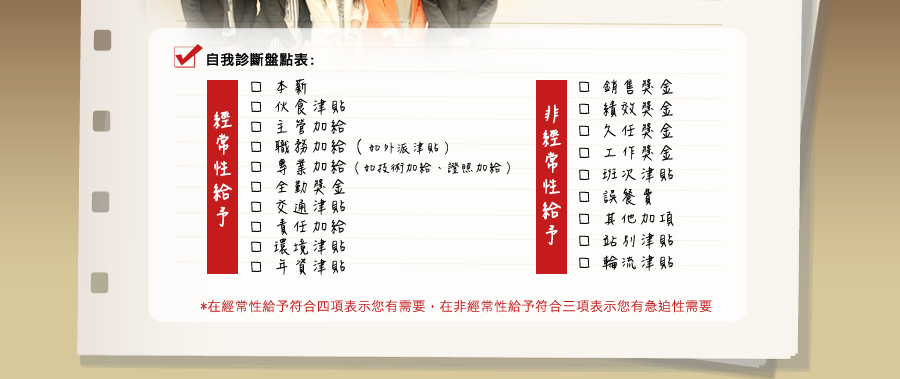 自我診斷盤點表:
經常性給予
本薪
伙食津貼
主管加給
職務加給 (如外派津貼)
專業加給(如技術加給、證照加給)
全勤獎金
交通津貼
責任加給
環境津貼
年資津貼
非經常性給予
銷售獎金
績效獎金
久任獎金
工作獎金
班次津貼
誤餐費
其他加項
站別津貼
輪流津貼
*在經常性給予符合四項表示您有需要，在非經常性給予符合三項表示您有急迫性需要